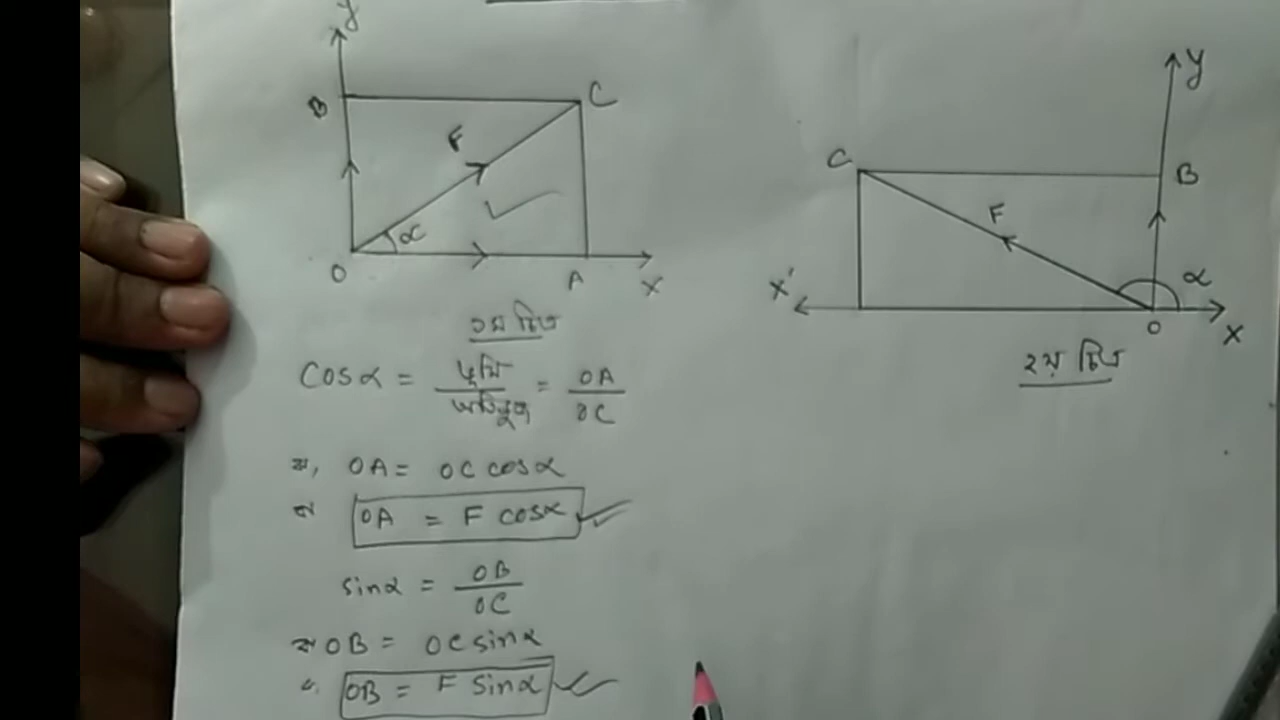 y
B
C
F
α
O
A
X
১ম চিত্র
Cosα = ভূমি / অতিভুজ = OA / OC
বা, OA = OC cosα
বা OA = F cosα
sinα = OB / OC
বা OB = OC sinα
∴ OB = F sinα
y
C
B
F
α
X'
O
X
২য় চিত্র